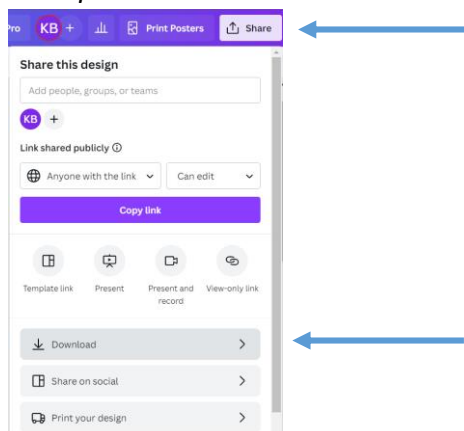 Pro KB + Print Posters Share
Share this design
Add people, groups, or teams
KB +
Link shared publicly
Anyone with the link Can edit
Copy link
Template link Present Present and record View-only link
Download
Share on social
Print your design